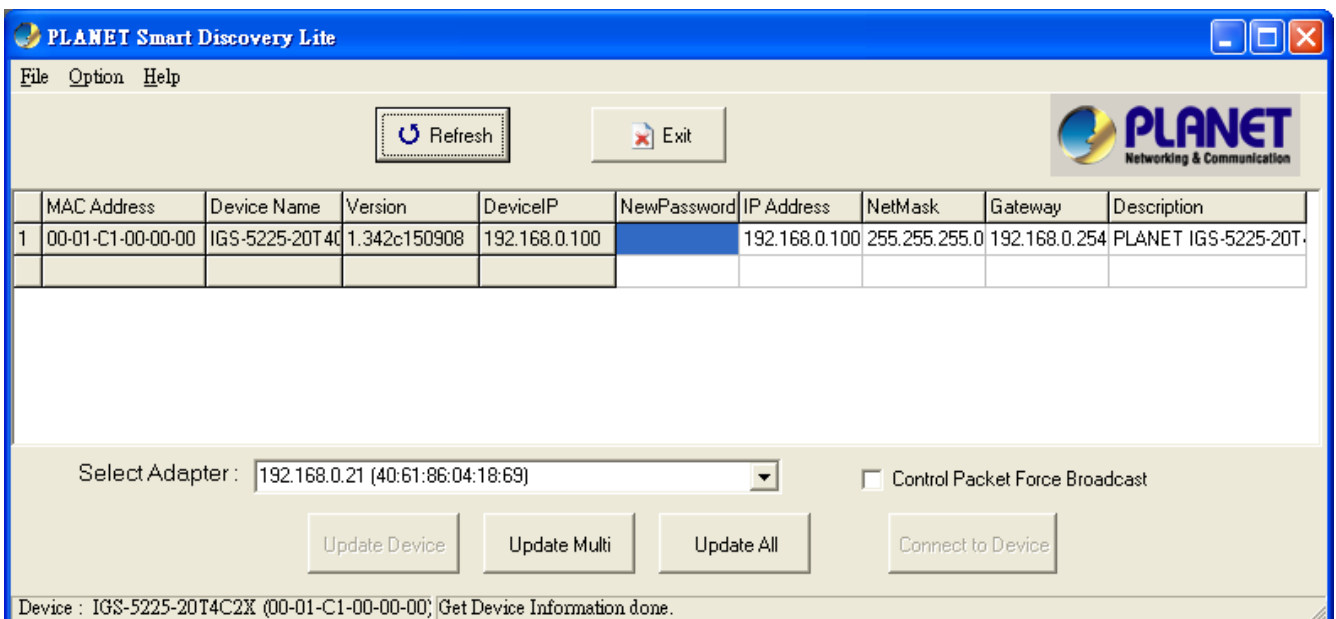 PLANET Smart Discovery Lite
File Option Help
Refresh Exit PLANET
Networking & Communication
MAC Address Device Name Version DeviceIP NewPassword IP Address NetMask Gateway Description
1 00-01-C1-00-00-00 IGS-5225-20T4C 1.342c150908 192.168.0.100 192.168.0.100 255.255.255.0 192.168.0.254 PLANET IGS-5225-20T
Select Adapter : 192.168.0.21 (40:61:86:04:18:69) Control Packet Force Broadcast
Update Device Update Multi Update All Connect to Device
Device : IGS-5225-20T4C2X (00-01-C1-00-00-00) Get Device Information done.